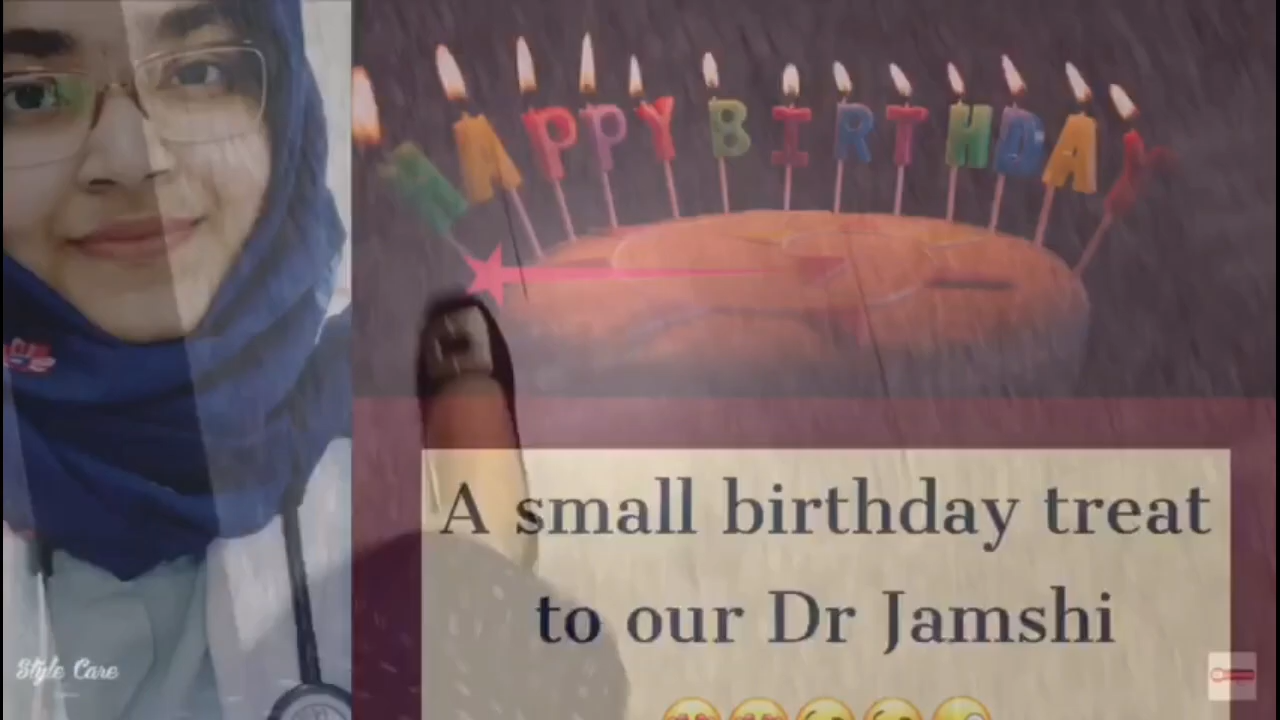 HAPPY BIRTHDAY
A small birthday treat
to our Dr Jamshi
Style Care